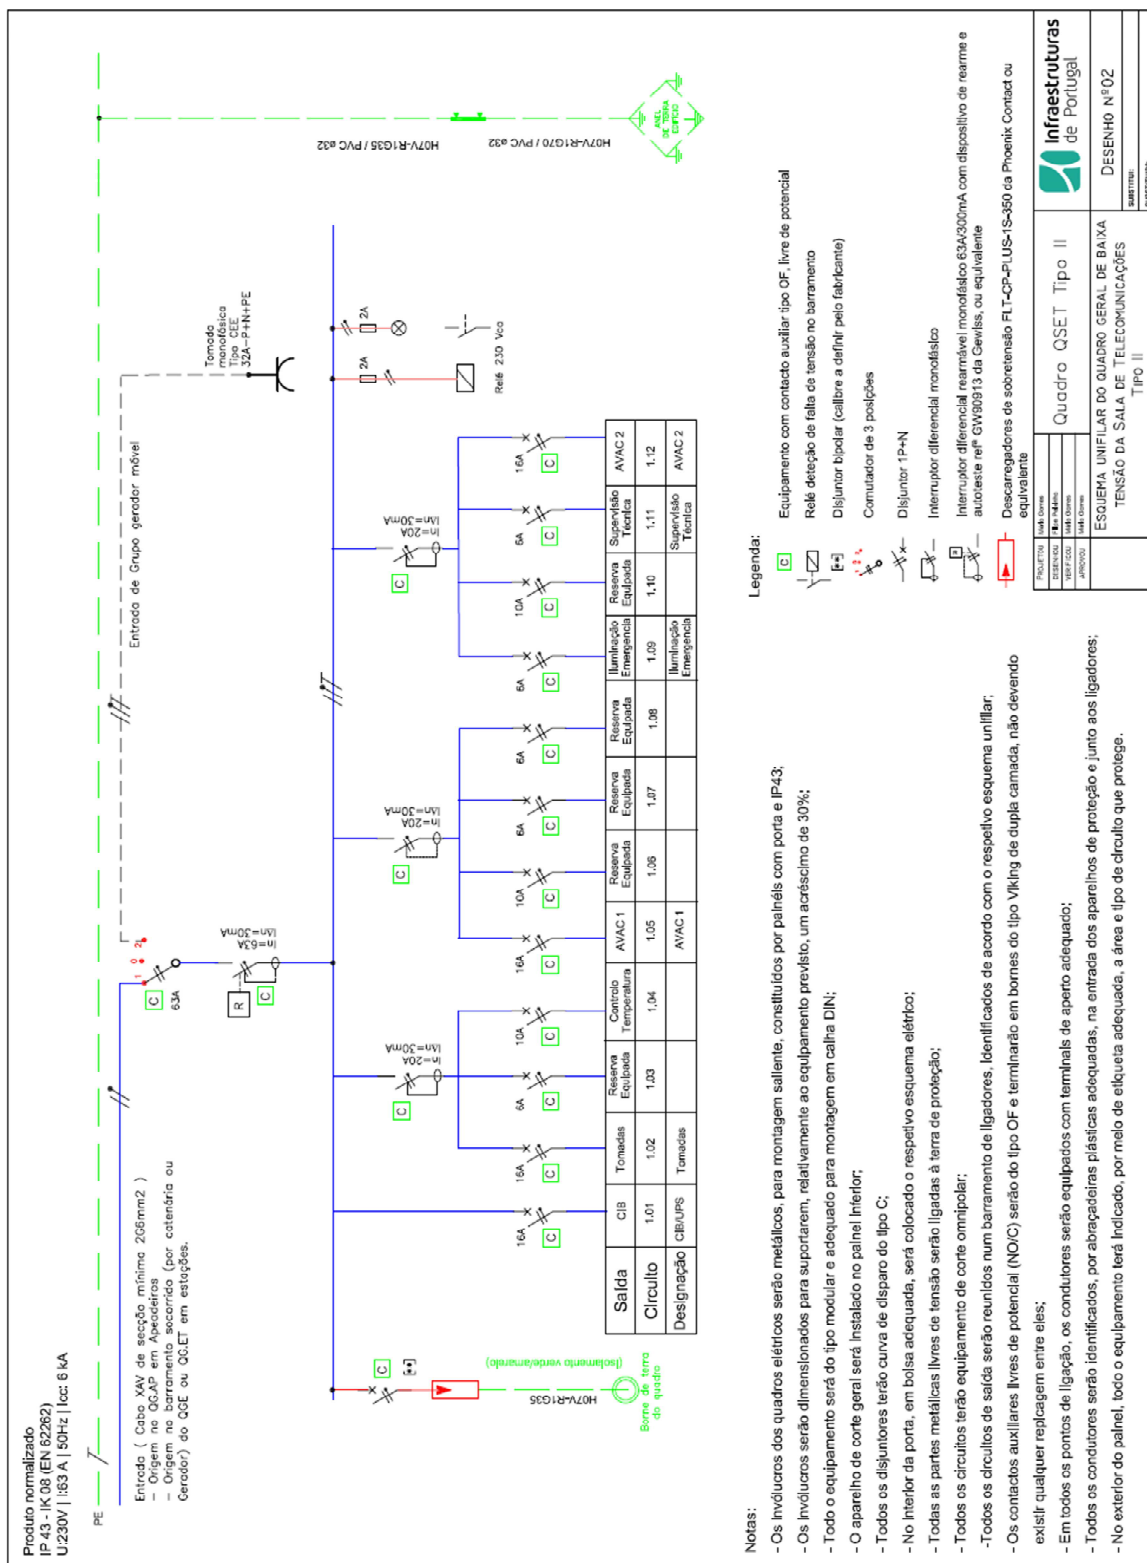 Produto normalizado
IP 43 - IK 08 (EN 62262)
U:230V | I:63 A | 50Hz | Icc: 6 kA
PE
Entrada ( Cabo XAV de secção mínima 2G6mm2 )
– Origem no QGAP em Apeadeiros
– Origem no barramento socorrido (por catenária ou
Gerador) do QGE ou QG.ET em estações.
C
63A
1 0 2
R
C
In=63A
IΔn=30mA
Entrada de Grupo gerador móvel
Tomada
monofásica
Tipo CEE
32A-P+N+PE
2A
2A
Relé 230 Vca
H07V-R1G35 / PVC ø32
H07V-R1G70 / PVC ø32
ANEL
DE TERRA
EDIFÍCIO
C
H07V-R1G35
(Isolamento verde/amarelo)
Borne de terra
do quadro
C
In=20A
IΔn=30mA
C
In=20A
IΔn=30mA
C
In=20A
IΔn=30mA
16A
C
16A
C
6A
C
10A
C
16A
C
10A
C
6A
C
6A
C
6A
C
10A
C
6A
C
16A
C
Saída CIB Tomadas Reserva Equipada Controlo Temperatura AVAC 1 Reserva Equipada Reserva Equipada Reserva Equipada Iluminação Emergencia Reserva Equipada Supervisão Técnica AVAC 2
Circuito 1.01 1.02 1.03 1.04 1.05 1.06 1.07 1.08 1.09 1.10 1.11 1.12
Designação CIB/UPS Tomadas AVAC 1 Iluminação Emergencia Supervisão Técnica AVAC 2
Notas:
- Os Invólucros dos quadros elétricos serão metálicos, para montagem saliente, constituídos por painéis com porta e IP43;
- Os Invólucros serão dimensionados para suportarem, relativamente ao equipamento previsto, um acréscimo de 30%;
- Todo o equipamento será do tipo modular e adequado para montagem em calha DIN;
- O aparelho de corte geral será instalado no painel inferior;
- Todos os disjuntores terão curva de disparo do tipo C;
- No interior da porta, em bolsa adequada, será colocado o respetivo esquema elétrico;
- Todas as partes metálicas livres de tensão serão ligadas à terra de proteção;
- Todos os circuitos terão equipamento de corte omnipolar;
-Todos os circuitos de saída serão reunidos num barramento de ligadores, identificados de acordo com o respetivo esquema unifilar;
- Os contactos auxiliares livres de potencial (NO/C) serão do tipo OF e terminarão em bornes do tipo Viking de dupla camada, não devendo
existir qualquer repicagem entre eles;
- Em todos os pontos de ligação, os condutores serão equipados com terminais de aperto adequado;
- Todos os condutores serão identificados, por abraçadeiras plásticas adequadas, na entrada dos aparelhos de proteção e junto aos ligadores;
- No exterior do painel, todo o equipamento terá indicado, por meio de etiqueta adequada, a área e tipo de circuito que protege.
Legenda:
C
Equipamento com contacto auxiliar tipo OF, livre de potencial
Relé deteção de falta de tensão no barramento
Disjuntor bipolar (calibre a definir pelo fabricante)
1 0 2
Comutador de 3 posições
Disjuntor 1P+N
Interruptor diferencial monofásico
R
Interruptor diferencial rearmável monofásico 63A/300mA com dispositivo de rearme e
autoteste refª GW90913 da Gewiss, ou equivalente
Descarregadores de sobretensão FLT-CP-PLUS-1S-350 da Phoenix Contact ou
equivalente
PROJETOU
DESENHOU
VERIFICOU
APROVOU
Quadro QSET Tipo II
Infraestruturas
de Portugal
ESQUEMA UNIFILAR DO QUADRO GERAL DE BAIXA
TENSÃO DA SALA DE TELECOMUNICAÇÕES
TIPO II
DESENHO Nº02
SUBSTITUI: